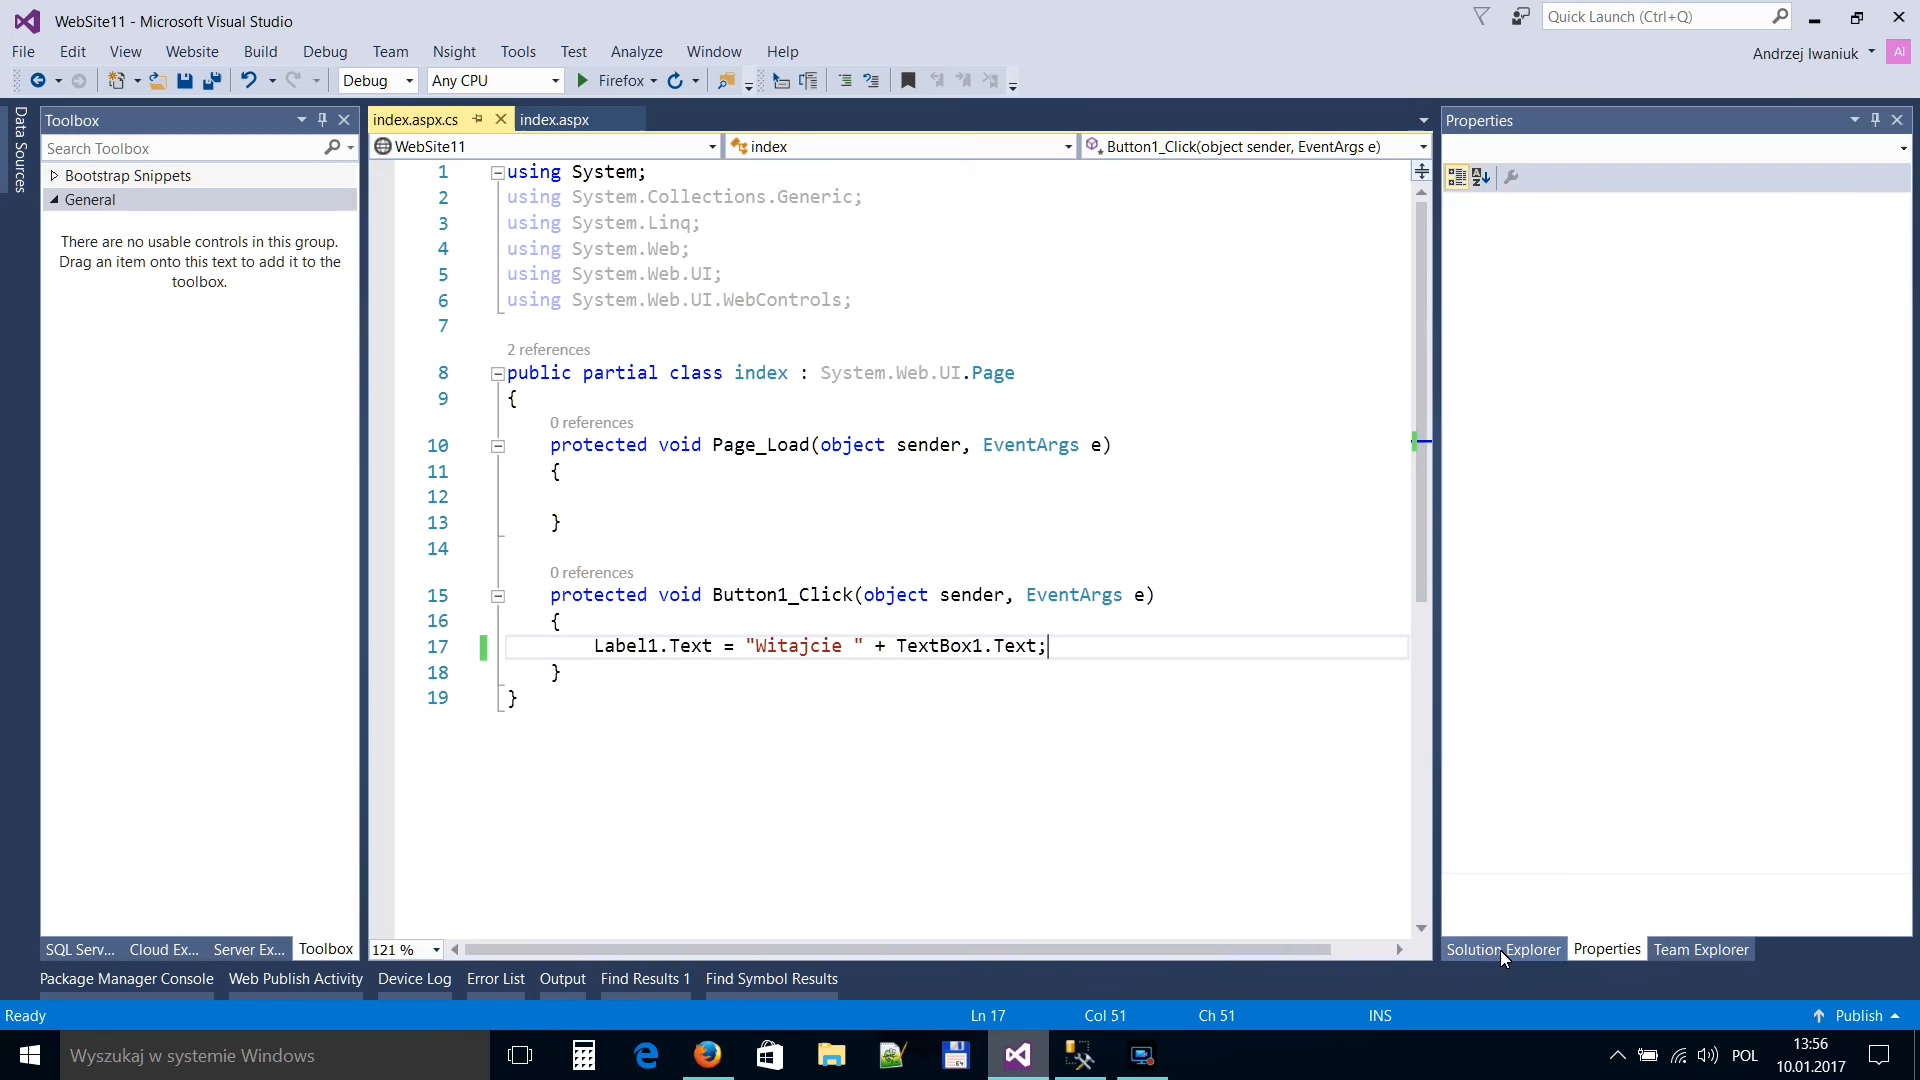 WebSite11 - Microsoft Visual Studio
Quick Launch (Ctrl+Q)
File Edit View Website Build Debug Team Nsight Tools Test Analyze Window Help
Andrzej Iwaniuk AI
Debug Any CPU Firefox
Data Sources
Toolbox
Search Toolbox
Bootstrap Snippets
General
There are no usable controls in this group.
Drag an item onto this text to add it to the
toolbox.
index.aspx.cs index.aspx
WebSite11 index Button1_Click(object sender, EventArgs e)
1 using System;
2 using System.Collections.Generic;
3 using System.Linq;
4 using System.Web;
5 using System.Web.UI;
6 using System.Web.UI.WebControls;
7
2 references
8 public partial class index : System.Web.UI.Page
9 {
0 references
10 protected void Page_Load(object sender, EventArgs e)
11 {
12
13 }
14
0 references
15 protected void Button1_Click(object sender, EventArgs e)
16 {
17 Label1.Text = "Witajcie " + TextBox1.Text;
18 }
19 }
121 %
Properties
Solution Explorer Properties Team Explorer
SQL Serv... Cloud Ex... Server Ex... Toolbox
Package Manager Console Web Publish Activity Device Log Error List Output Find Results 1 Find Symbol Results
Ready Ln 17 Col 51 Ch 51 INS Publish
Wyszukaj w systemie Windows
64
POL
13:56
10.01.2017